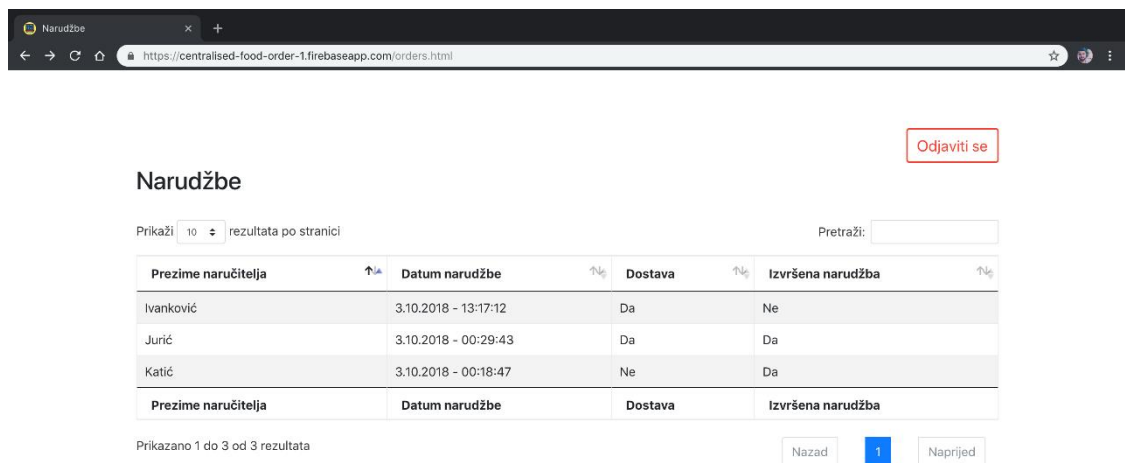 Narudžbe
https://centralised-food-order-1.firebaseapp.com/orders.html
Odjaviti se
Narudžbe
Prikaži 10 rezultata po stranici
Pretraži:
Prezime naručitelja Datum narudžbe Dostava Izvršena narudžba
Ivanković 3.10.2018 - 13:17:12 Da Ne
Jurić 3.10.2018 - 00:29:43 Da Da
Katić 3.10.2018 - 00:18:47 Ne Da
Prezime naručitelja Datum narudžbe Dostava Izvršena narudžba
Prikazano 1 do 3 od 3 rezultata
Nazad 1 Naprijed